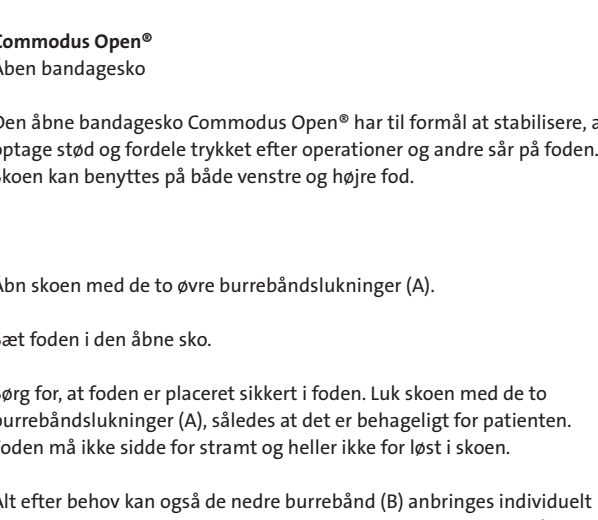 Commodus Open®
Åben bandagesko
Den åbne bandagesko Commodus Open® har til formål at stabilisere, a
optage stød og fordele trykket efter operationer og andre sår på foden.
Skoen kan benyttes på både venstre og højre fod.
Åbn skoen med de to øvre burrebåndslukninger (A).
Sæt foden i den åbne sko.
Sørg for, at foden er placeret sikkert i foden. Luk skoen med de to
burrebåndslukninger (A), således at det er behageligt for patienten.
Foden må ikke sidde for stramt og heller ikke for løst i skoen.
Alt efter behov kan også de nedre burrebånd (B) anbringes individuelt